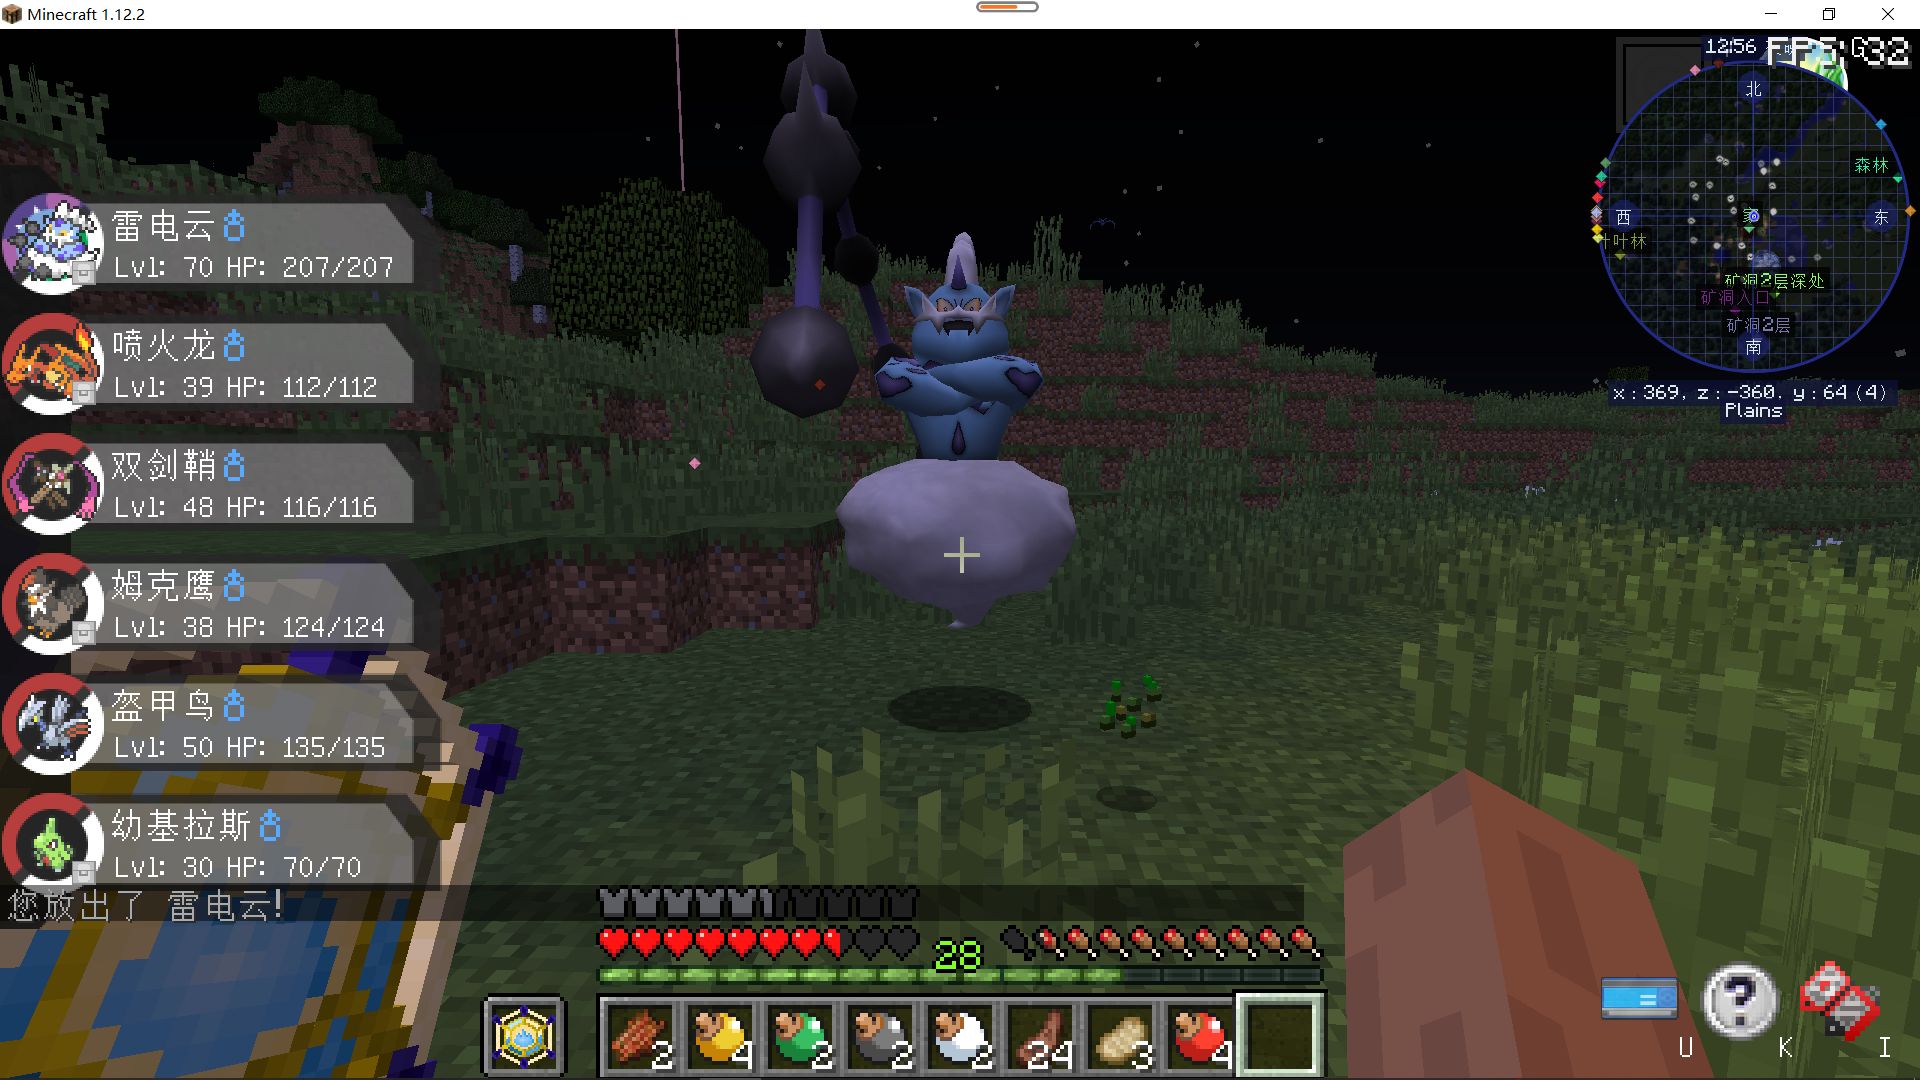 Minecraft 1.12.2
12:56
FPS: 32
北
森林
西
家
东
叶林
矿洞2层深处
矿洞入口
矿洞2层
南
x:369, z:-360, y:64 (4)
Plains
雷电云
Lvl: 70 HP: 207/207
喷火龙
Lvl: 39 HP: 112/112
双剑鞘
Lvl: 48 HP: 116/116
姆克鹰
Lvl: 38 HP: 124/124
盔甲鸟
Lvl: 50 HP: 135/135
幼基拉斯
Lvl: 30 HP: 70/70
您放出了 雷电云!
28
2
4
2
2
2
24
3
4
?
U
K
I